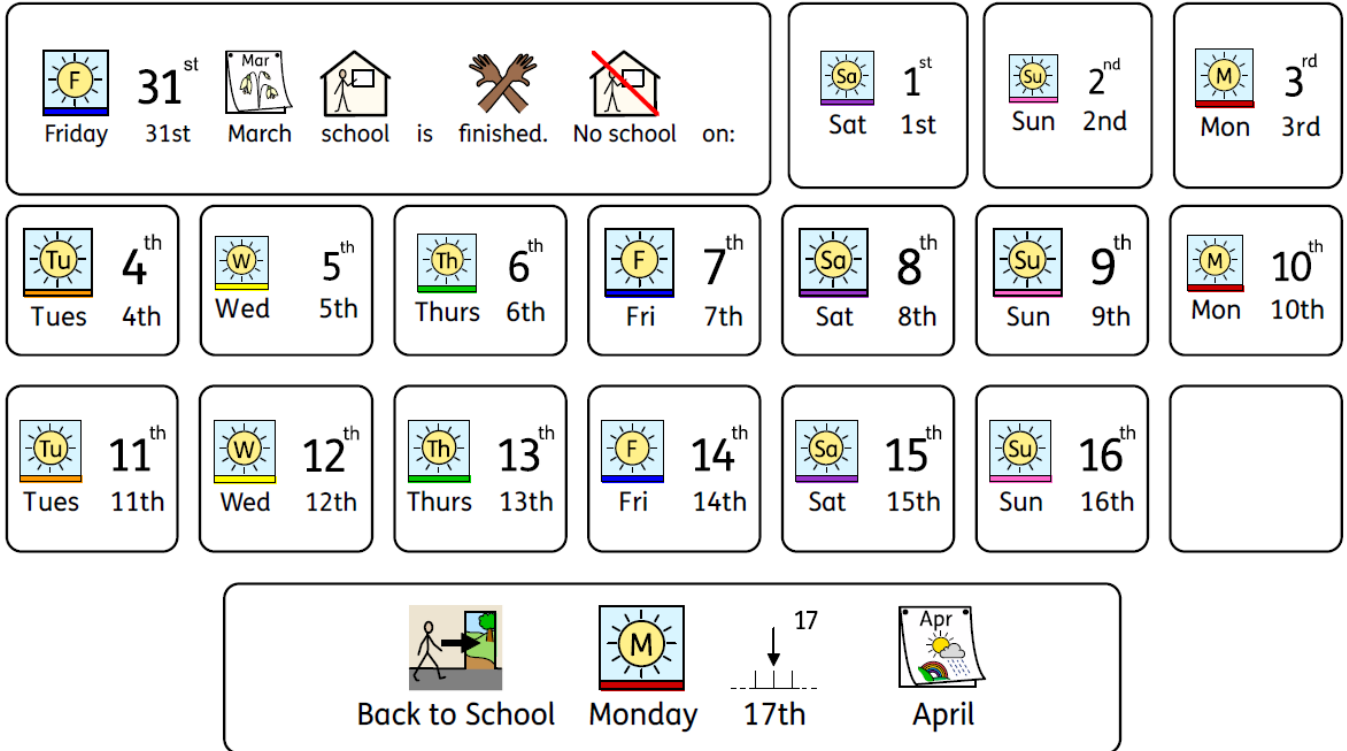 F 31st Mar
Friday 31st March school is finished. No school on:
Sa 1st
Sat 1st
Su 2nd
Sun 2nd
M 3rd
Mon 3rd
Tu 4th
Tues 4th
W 5th
Wed 5th
Th 6th
Thurs 6th
F 7th
Fri 7th
Sa 8th
Sat 8th
Su 9th
Sun 9th
M 10th
Mon 10th
Tu 11th
Tues 11th
W 12th
Wed 12th
Th 13th
Thurs 13th
F 14th
Fri 14th
Sa 15th
Sat 15th
Su 16th
Sun 16th
M 17 Apr
Back to School Monday 17th April